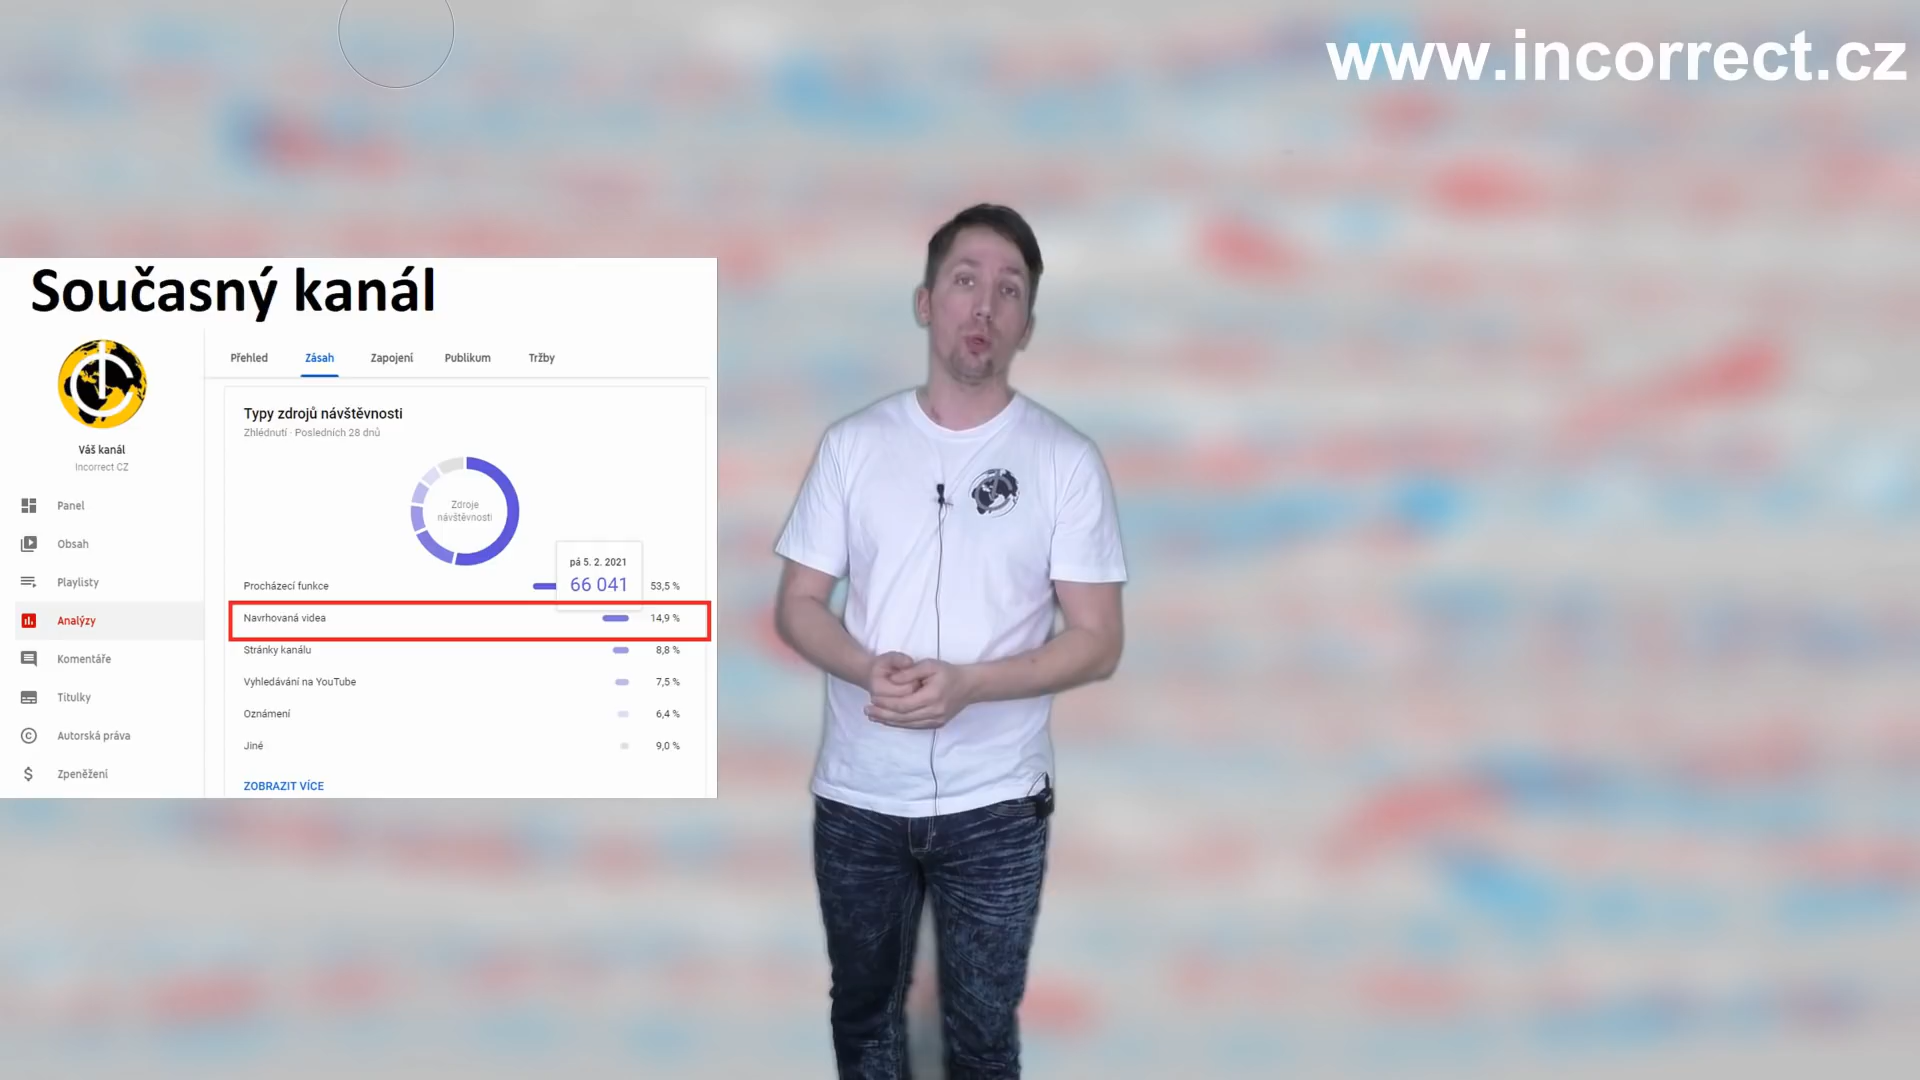 www.incorrect.cz
Současný kanál
Váš kanál
Incorrect CZ
Panel
Obsah
Playlisty
Analýzy
Komentáře
Titulky
Autorská práva
Zpeněžení
Přehled
Zásah
Zapojení
Publikum
Tržby
Typy zdrojů návštěvnosti
Zhlédnutí · Posledních 28 dnů
Zdroje
návštěvnosti
pá 5. 2. 2021
66 041
Procházecí funkce 53,5 %
Navrhovaná videa 14,9 %
Stránky kanálu 8,8 %
Vyhledávání na YouTube 7,5 %
Oznámení 6,4 %
Jiné 9,0 %
ZOBRAZIT VÍCE